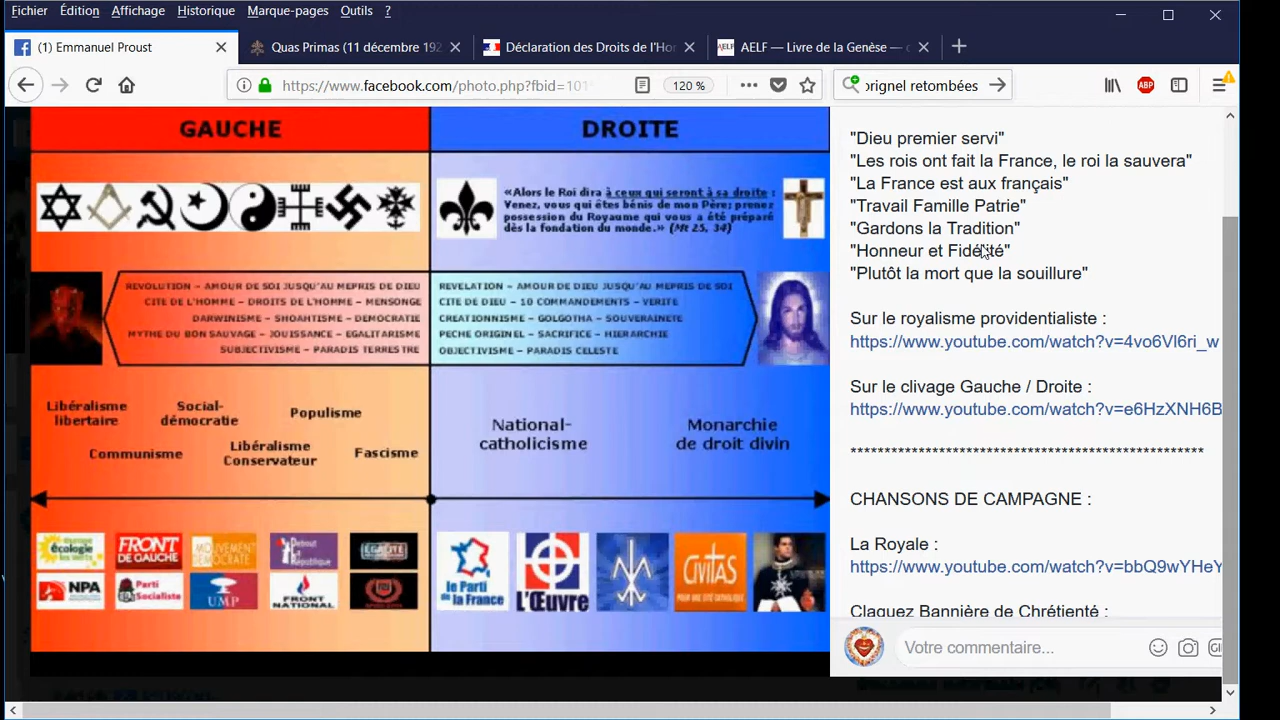 Fichier Édition Affichage Historique Marque-pages Outils ?
(1) Emmanuel Proust
Quas Primas (11 décembre 192
Déclaration des Droits de l'Hor
AELF — Livre de la Genèse —
https://www.facebook.com/photo.php?fbid=101
120 %
orignel retombées
GAUCHE
DROITE
«Alors le Roi dira à ceux qui seront à sa droite :
Venez, vous qui êtes bénis de mon Père; prenez
possession du Royaume qui vous a été préparé
dès la fondation du monde.» (Mt 25, 34)
REVOLUTION – AMOUR DE SOI JUSQU'AU MEPRIS DE DIEU
CITE DE L'HOMME – DROITS DE L'HOMME – MENSONGE
DARWINISME – SHOAHTISME – DEMOCRATIE
MYTHE DU BON SAUVAGE – JOUISSANCE – EGALITARISME
SUBJECTIVISME – PARADIS TERRESTRE
REVELATION – AMOUR DE DIEU JUSQU'AU MEPRIS DE SOI
CITE DE DIEU – 10 COMMANDEMENTS – VERITE
CREATIONNISME – GOLGOTHA – SOUVERAINETE
PECHE ORIGINEL – SACRIFICE – HIERARCHIE
OBJECTIVISME – PARADIS CELESTE
Libéralisme
libertaire
Social-
démocratie
Populisme
Communisme
Libéralisme
Conservateur
Fascisme
National-
catholicisme
Monarchie
de droit divin
écologie
les verts
FRONT
DE GAUCHE
MOUVEMENT
DÉMOCRATE
Debout
La
République
EGALITE
NPA
Parti
Socialiste
UMP
FRONT
NATIONAL
le Parti
de la France
L'Œuvre
CIVITAS
"Dieu premier servi"
"Les rois ont fait la France, le roi la sauvera"
"La France est aux français"
"Travail Famille Patrie"
"Gardons la Tradition"
"Honneur et Fidélité"
"Plutôt la mort que la souillure"
Sur le royalisme providentialiste :
https://www.youtube.com/watch?v=4vo6Vl6ri_w
Sur le clivage Gauche / Droite :
https://www.youtube.com/watch?v=e6HzXNH6B
****************************************************
CHANSONS DE CAMPAGNE :
La Royale :
https://www.youtube.com/watch?v=bbQ9wYHeY
Claquez Bannière de Chrétienté :
Votre commentaire...
GI